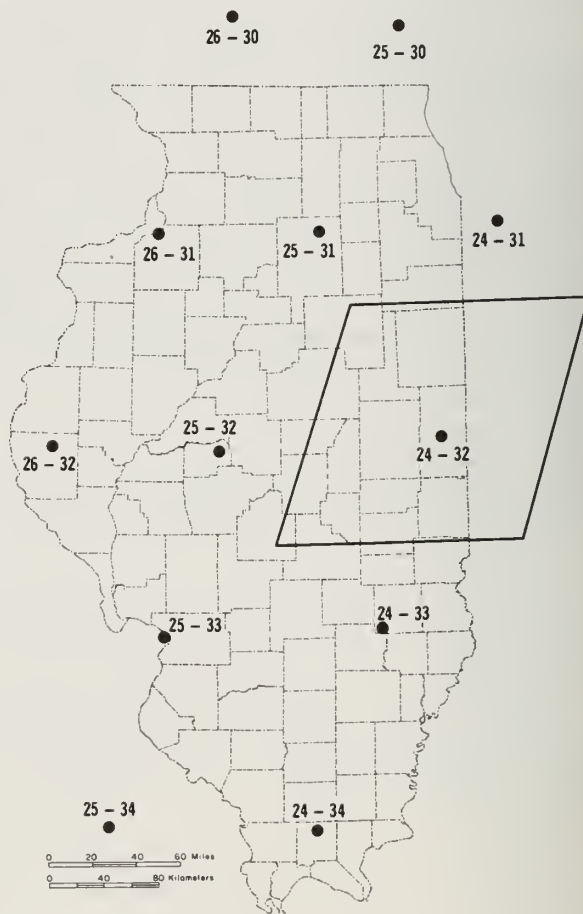 26 – 30
25 – 30
24 – 31
26 – 31
25 – 31
25 – 32
24 – 32
26 – 32
25 – 33
24 – 33
25 – 34
24 – 34
0 20 40 60 Miles
0 40 80 Kilometers